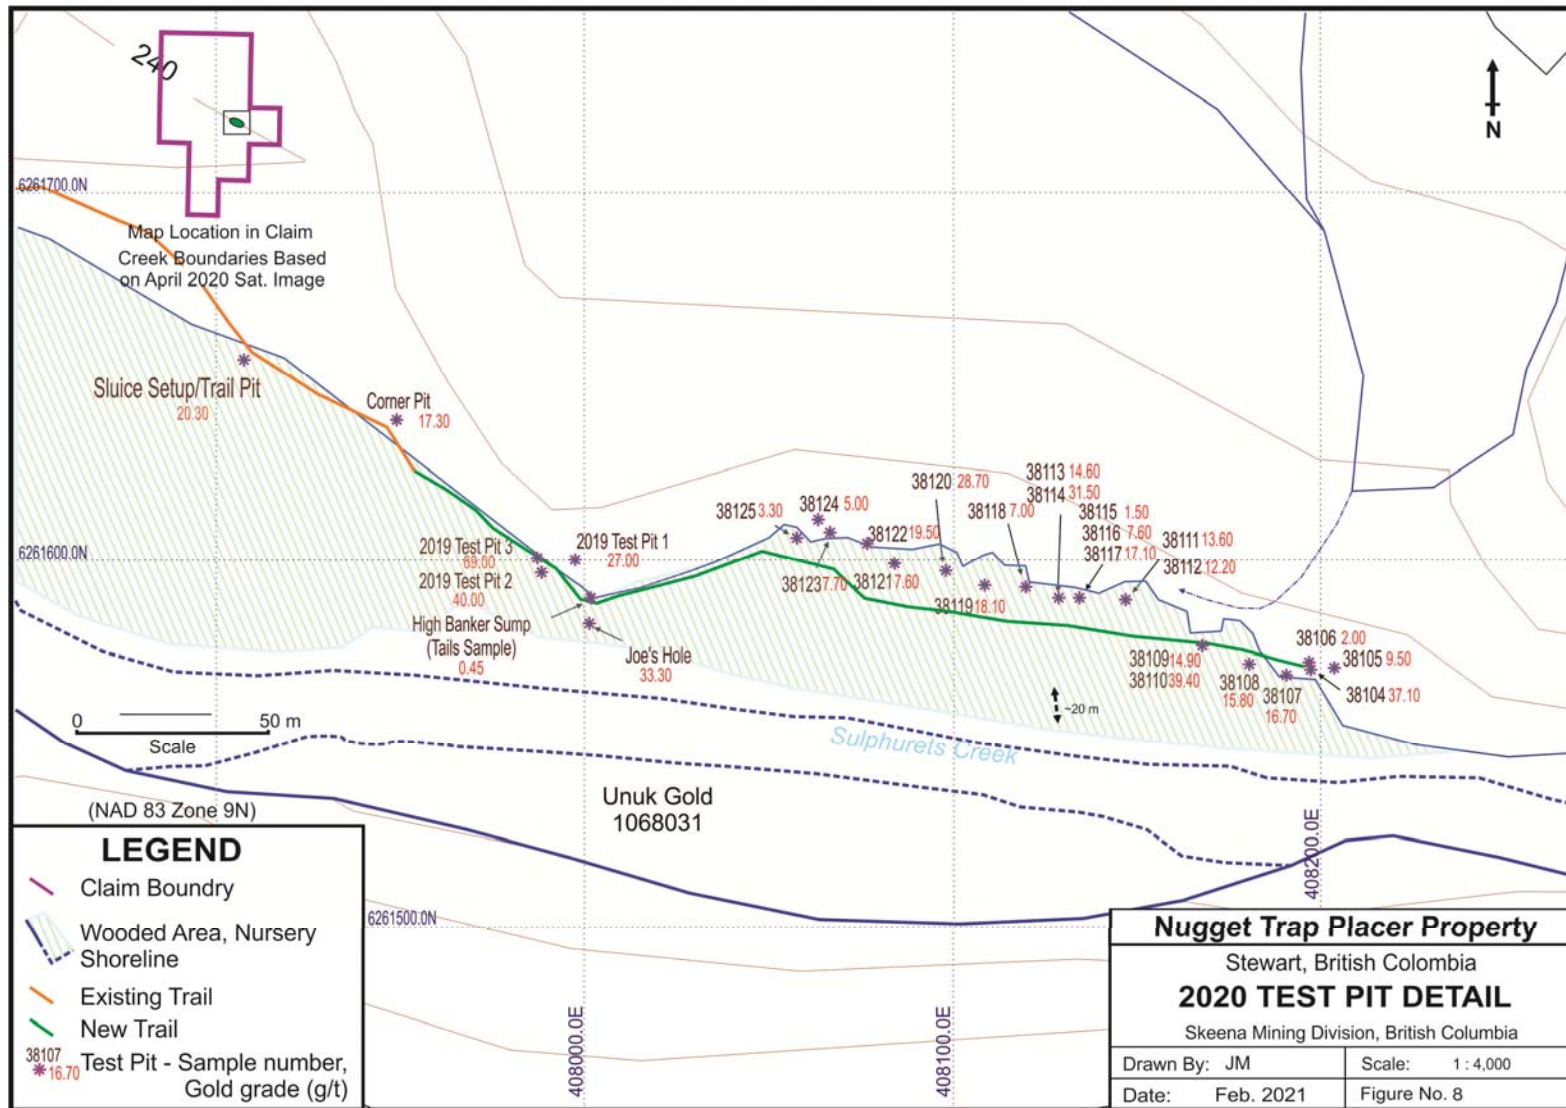 240
N
6261700.0N
Map Location in Claim
Creek Boundaries Based
on April 2020 Sat. Image
Sluice Setup/Trail Pit
20.30
Corner Pit
17.30
38113 14.60
38120 28.70
38114 31.50
38125 3.30
38124 5.00
38118 7.00
38115 1.50
38122 19.50
38116 7.60
38111 13.60
2019 Test Pit 3
2019 Test Pit 1
38117 17.10
6261600.0N
69.00
27.00
38112 12.20
2019 Test Pit 2
38123 7.70
38121 7.60
40.00
38119 18.10
High Banker Sump
(Tails Sample)
0.45
Joe's Hole
33.30
38106 2.00
38109 14.90
38105 9.50
38110 39.40
38108
15.80
38107
16.70
38104 37.10
~20 m
0 50 m
Scale
Sulphurets Creek
(NAD 83 Zone 9N)
Unuk Gold
1068031
408200.0E
LEGEND
Claim Boundry
Wooded Area, Nursery
Shoreline
Existing Trail
New Trail
38107
16.70
Test Pit - Sample number,
Gold grade (g/t)
6261500.0N
408000.0E
408100.0E
Nugget Trap Placer Property
Stewart, British Colombia
2020 TEST PIT DETAIL
Skeena Mining Division, British Columbia
Drawn By: JM
Scale: 1 : 4,000
Date: Feb. 2021
Figure No. 8